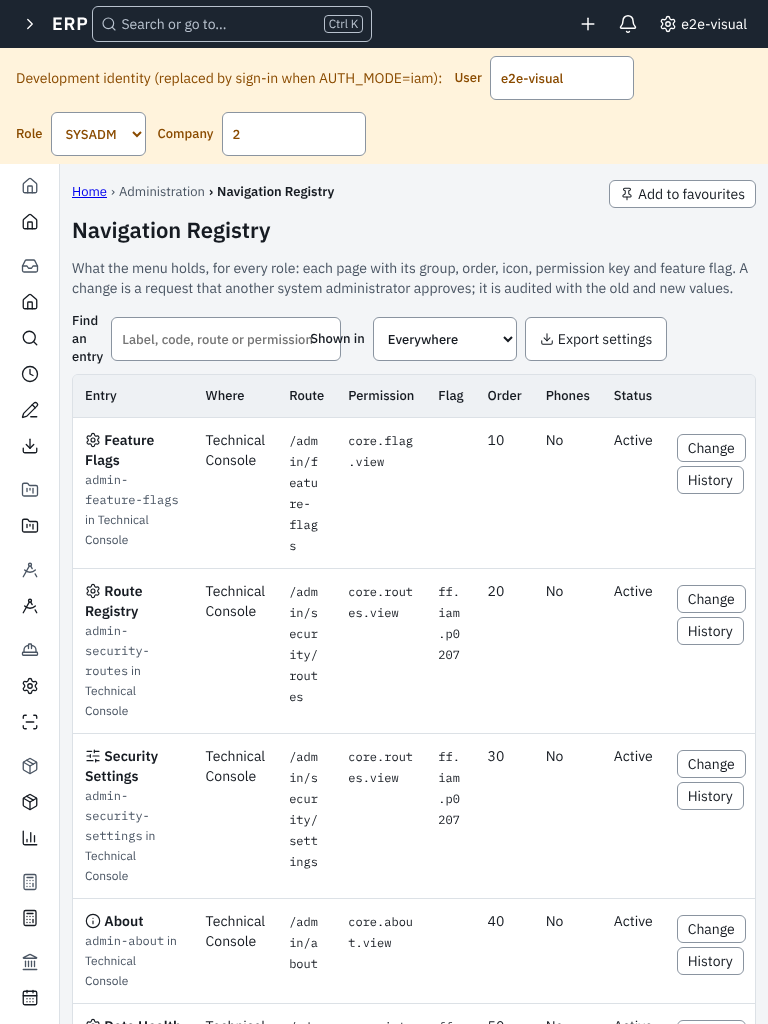 ERP
Search or go to... Ctrl K
e2e-visual
Development identity (replaced by sign-in when AUTH_MODE=iam): User e2e-visual
Role SYSADM Company 2
Home › Administration › Navigation Registry
Add to favourites
Navigation Registry
What the menu holds, for every role: each page with its group, order, icon, permission key and feature flag. A
change is a request that another system administrator approves; it is audited with the old and new values.
Find
an
entry
Label, code, route or permission
Shown in Everywhere
Export settings
Entry Where Route Permission Flag Order Phones Status
Feature
Flags
admin-
feature-flags
in Technical
Console
Technical
Console
/adm
in/f
eatu
re-
flag
s
core.flag
.view
10
No
Active
Change
History
Route
Registry
admin-
security-
routes in
Technical
Console
Technical
Console
/adm
in/s
ecur
ity/
rout
es
core.rout
es.view
ff.
iam
.p0
207
20
No
Active
Change
History
Security
Settings
admin-
security-
settings in
Technical
Console
Technical
Console
/adm
in/s
ecur
ity/
sett
ings
core.rout
es.view
ff.
iam
.p0
207
30
No
Active
Change
History
About
admin-about in
Technical
Console
Technical
Console
/adm
in/a
bout
core.abou
t.view
40
No
Active
Change
History